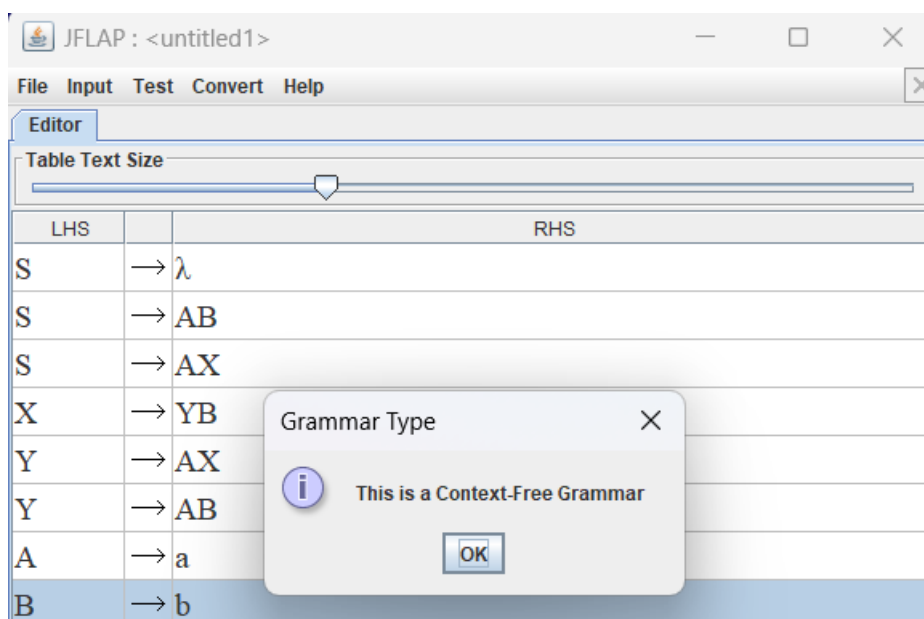 JFLAP : <untitled1>
File Input Test Convert Help
Editor
Table Text Size
LHS RHS
S → λ
S → AB
S → AX
X → YB
Y → AX
Y → AB
A → a
B → b
Grammar Type
This is a Context-Free Grammar
OK